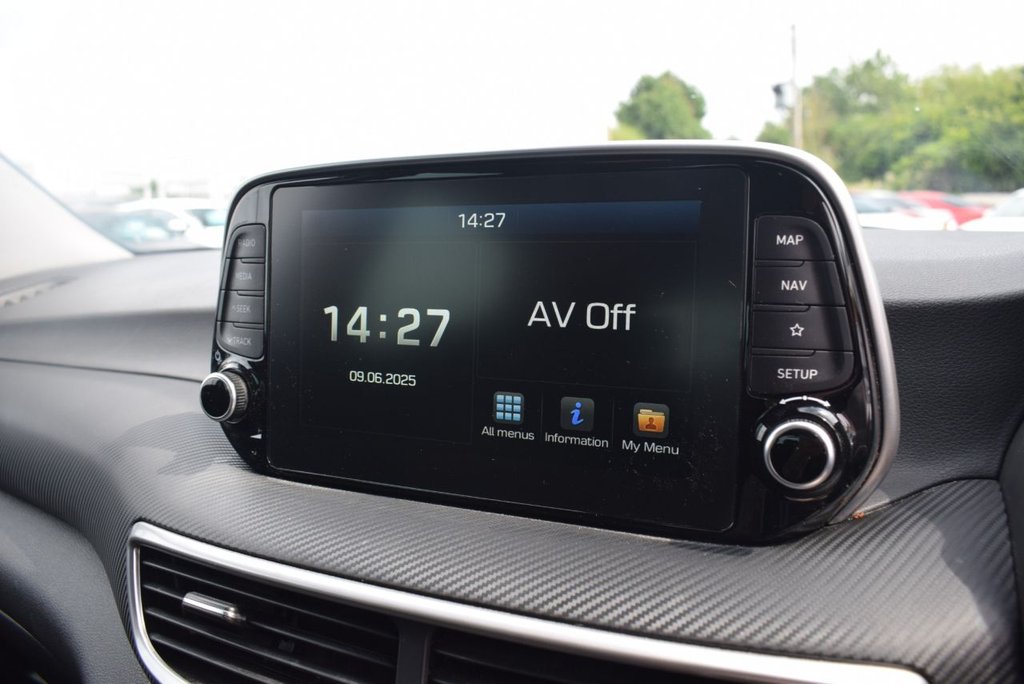 14:27
14:27
09.06.2025
AV Off
All menus
Information
My Menu
RADIO
MEDIA
SEEK
TRACK
MAP
NAV
SETUP